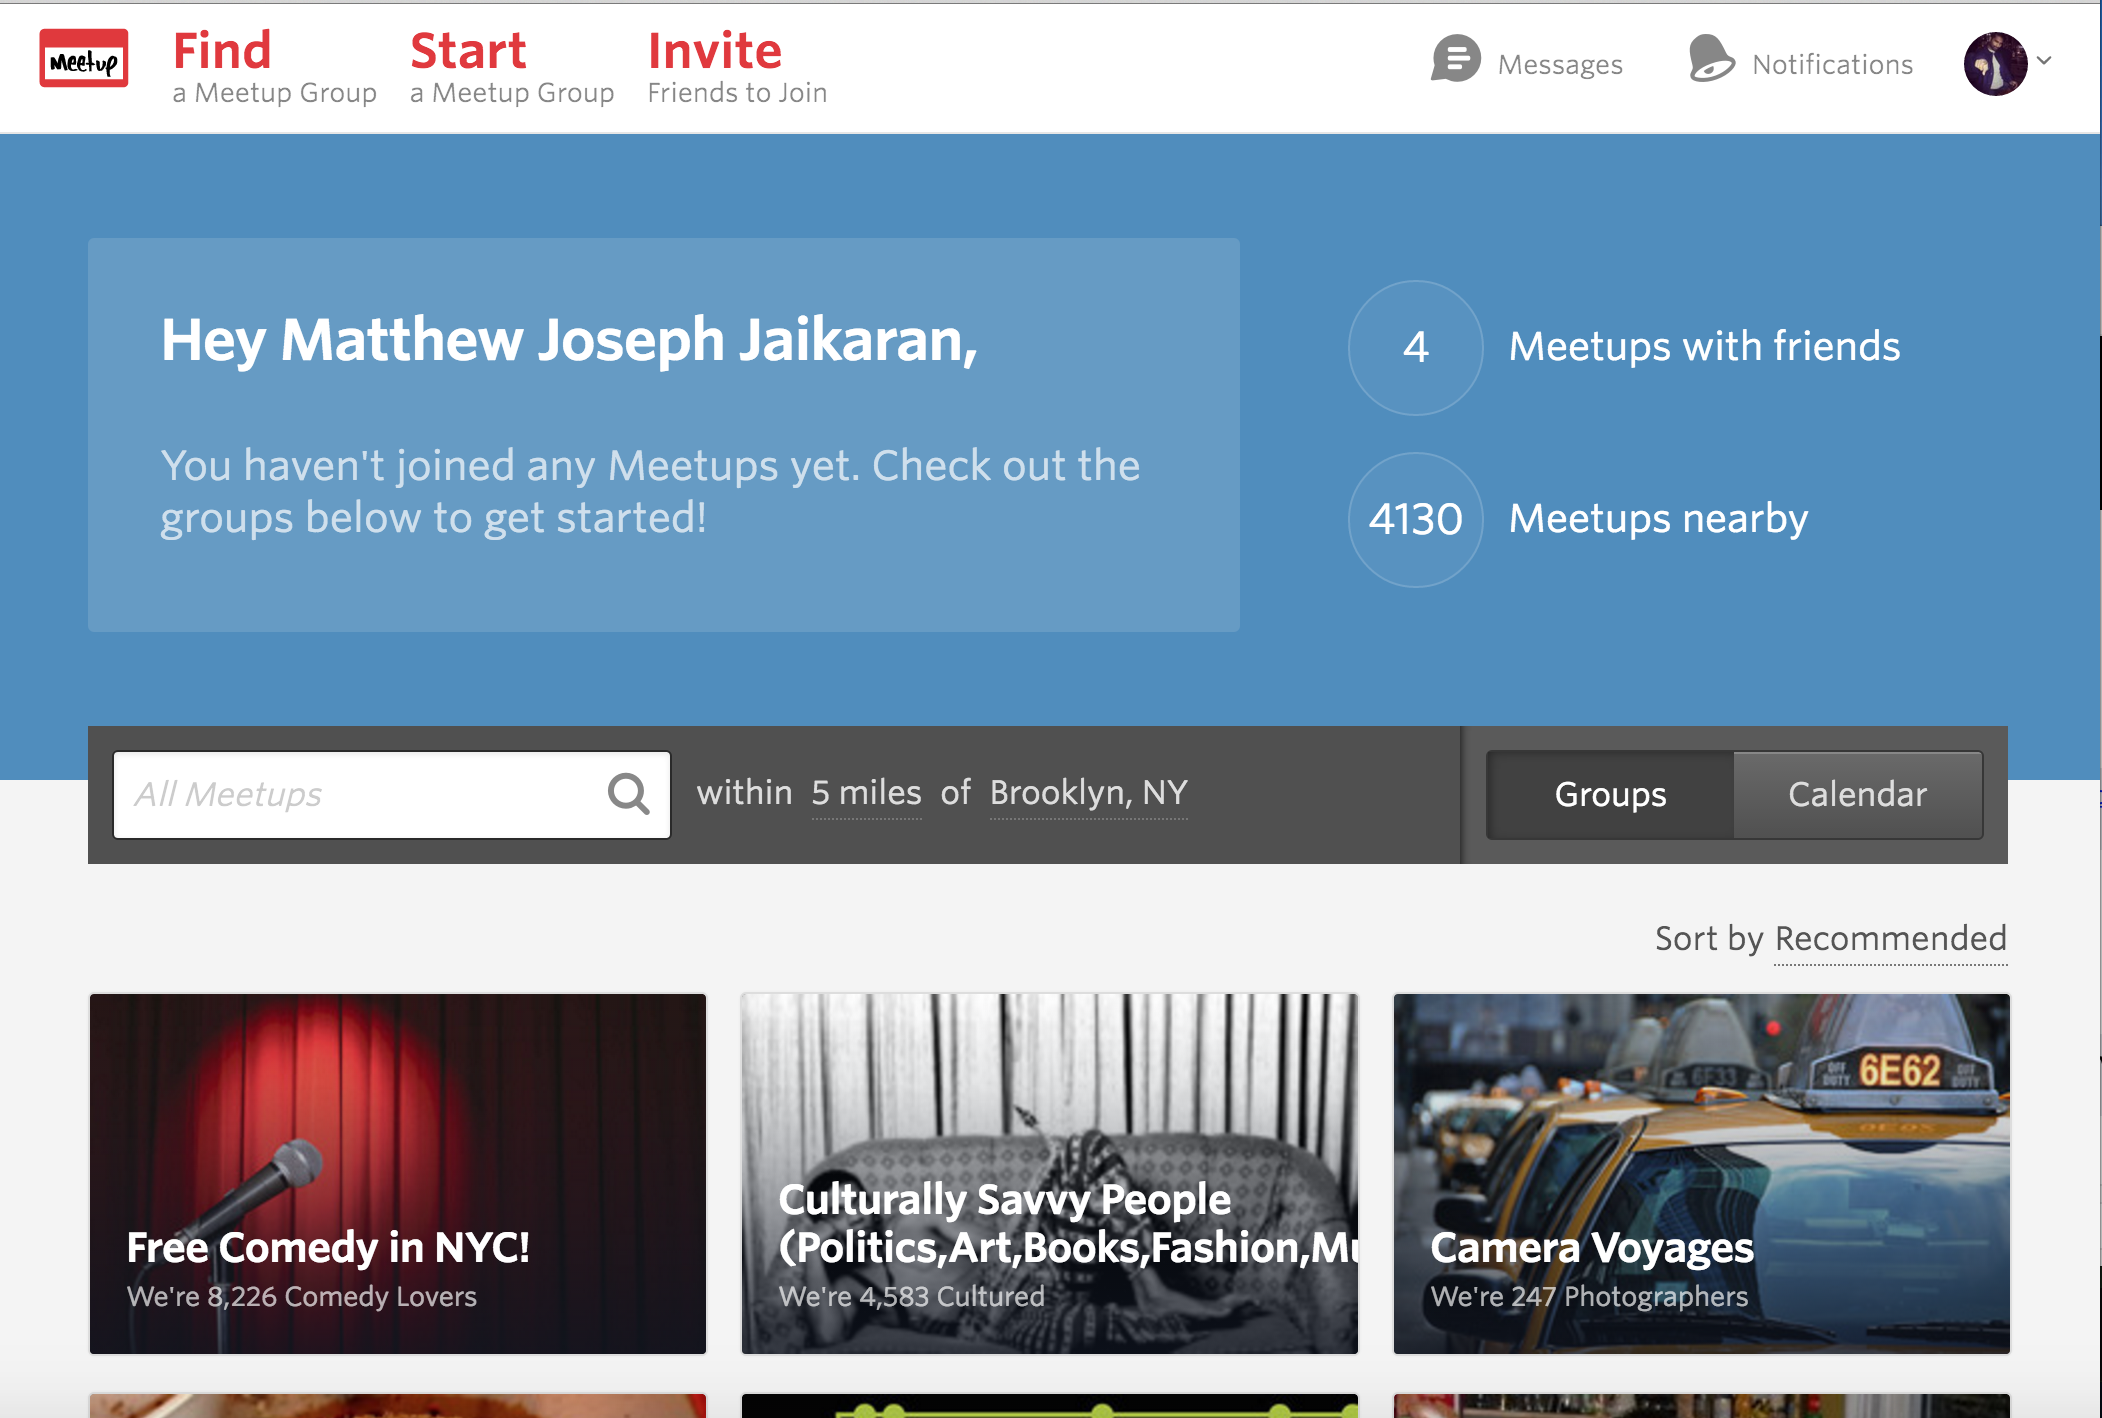 Meetup
Find
a Meetup Group
Start
a Meetup Group
Invite
Friends to Join
Messages
Notifications
Hey Matthew Joseph Jaikaran,
You haven't joined any Meetups yet. Check out the
groups below to get started!
4 Meetups with friends
4130 Meetups nearby
All Meetups
within 5 miles of Brooklyn, NY
Groups
Calendar
Sort by Recommended
Free Comedy in NYC!
We're 8,226 Comedy Lovers
Culturally Savvy People
(Politics,Art,Books,Fashion,Mu
We're 4,583 Cultured
OFF DUTY 6E62 OFF DUTY
Camera Voyages
We're 247 Photographers